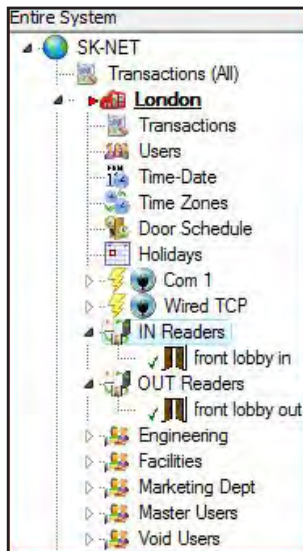 Entire System
SK-NET
Transactions (All)
London
Transactions
Users
Time-Date
Time Zones
Door Schedule
Holidays
Com 1
Wired TCP
IN Readers
front lobby in
OUT Readers
front lobby out
Engineering
Facilities
Marketing Dept
Master Users
Void Users